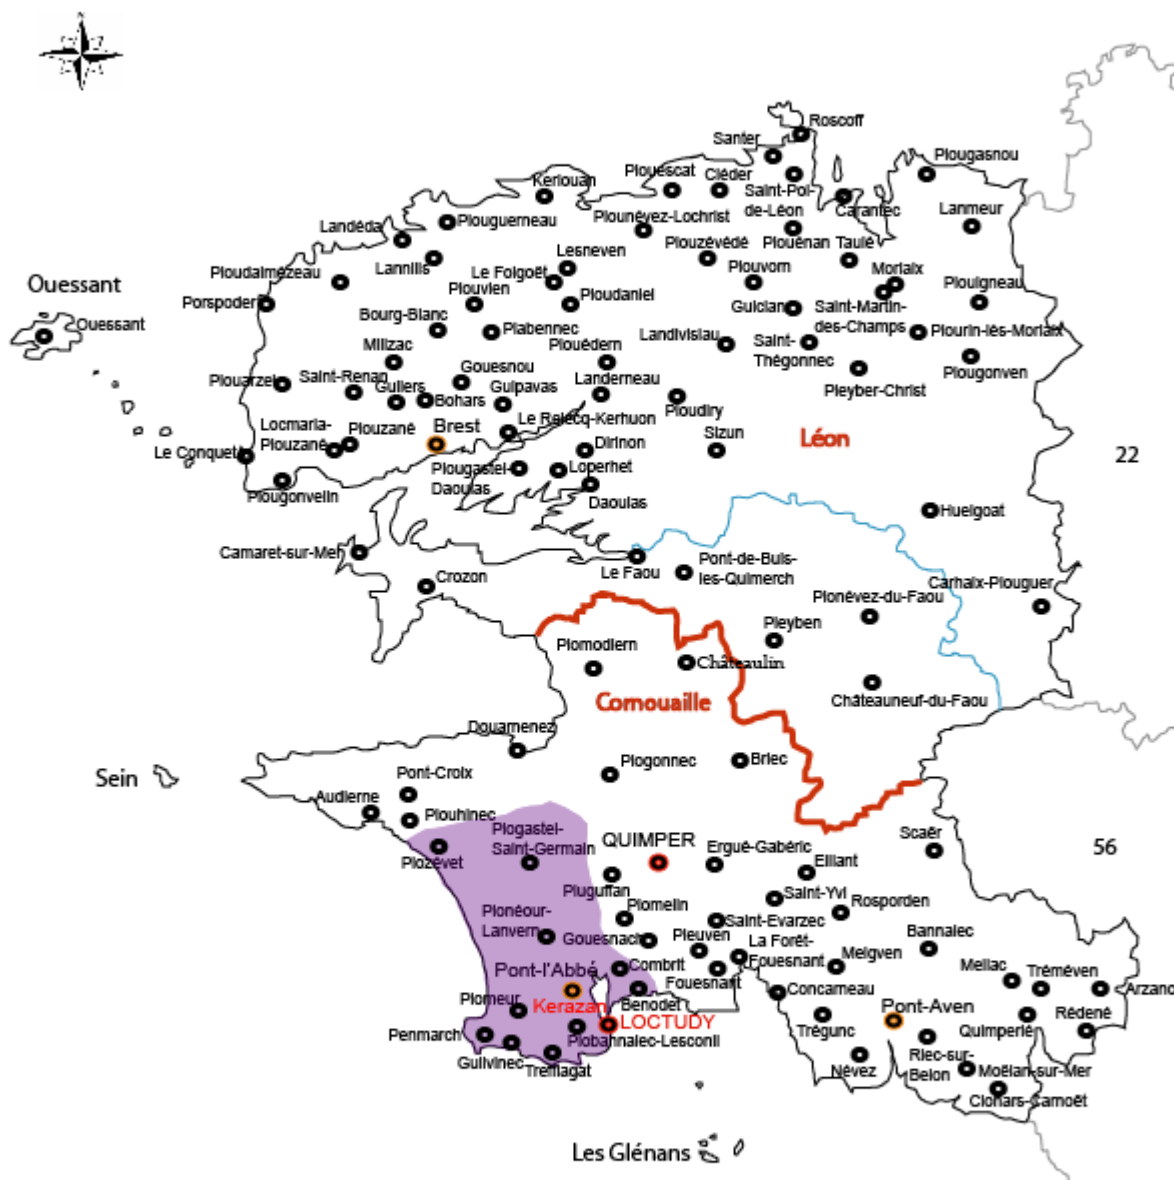 N
Roscoff
Santer
Plougasnou
Plouescat
Cléder
Kerlouan
Saint-Pol-
de-Léon
Carantec
Lanmeur
Plounévez-Lochrist
Plouguerneau
Landéda
Plouénan
Taulé
Plouzévédé
Lesneven
Lannilis
Ploudalmézeau
Le Folgoët
Plouvorn
Morlaix
Plouigneau
Ouessant
Porspoder
Plouvien
Ploudaniel
Guiclan
Saint-Martin-
des-Champs
Ouessant
Bourg-Blanc
Plabennec
Landivisiau
Saint-
Thégonnec
Plourin-lès-Morlaix
Milizac
Plouédern
Plougonven
Pleyber-Christ
Plouarzel
Saint-Renan
Gouesnou
Landerneau
Guilers
Bohars
Guipavas
Ploudiry
Locmaria-
Plouzané
Plouzané
Brest
Le Relecq-Kerhuon
Sizun
Léon
Le Conquet
Dirinon
22
Plougastel-
Daoulas
Loperhet
Plougonvelin
Daoulas
Huelgoat
Camaret-sur-Mer
Le Faou
Pont-de-Buis-
les-Quimerch
Crozon
Carhaix-Plouguer
Plonévez-du-Faou
Pleyben
Plomodiern
Châteaulin
Cornouaille
Châteauneuf-du-Faou
Douarnenez
Sein
Pont-Croix
Plogonnec
Briec
Audierne
Plouhinec
Plogastel-
Saint-Germain
QUIMPER
Scaër
Plozévet
Ergué-Gabéric
Elliant
56
Pluguffan
Saint-Yvi
Rosporden
Plomelin
Saint-Evarzec
Plonéour-
Lanvern
Gouesnach
Pleuven
La Forêt-
Fouesnant
Bannalec
Melgven
Pont-l'Abbé
Combrit
Fouesnant
Mellac
Tréméven
Arzano
Benodet
Concarneau
Plomeur
Kerazan
LOCTUDY
Trégunc
Pont-Aven
Quimperlé
Rédené
Penmarch
Plobannalec-Lesconil
Guilvinec
Treffiagat
Névez
Riec-sur-
Belon
Moëlan-sur-Mer
Clohars-Carnoët
Les Glénans